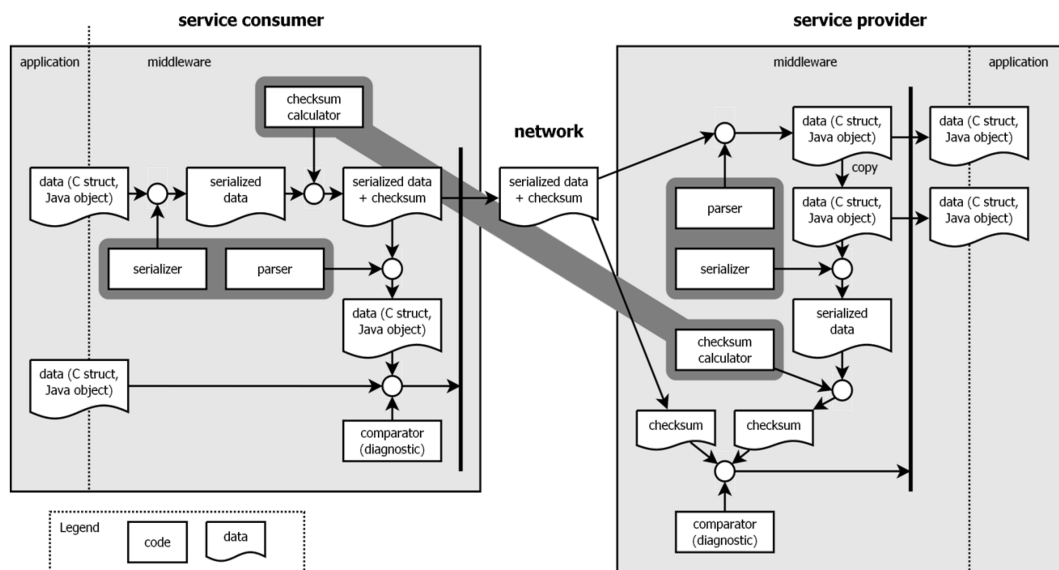 service consumer
service provider
application
middleware
middleware
application
checksum
calculator
network
data (C struct,
Java object)
data (C struct,
Java object)
copy
data (C struct,
Java object)
serialized
data
serialized data
+ checksum
serialized data
+ checksum
parser
data (C struct,
Java object)
data (C struct,
Java object)
serializer
parser
serializer
data (C struct,
Java object)
serialized
data
checksum
calculator
data (C struct,
Java object)
comparator
(diagnostic)
checksum
checksum
comparator
(diagnostic)
Legend
code
data